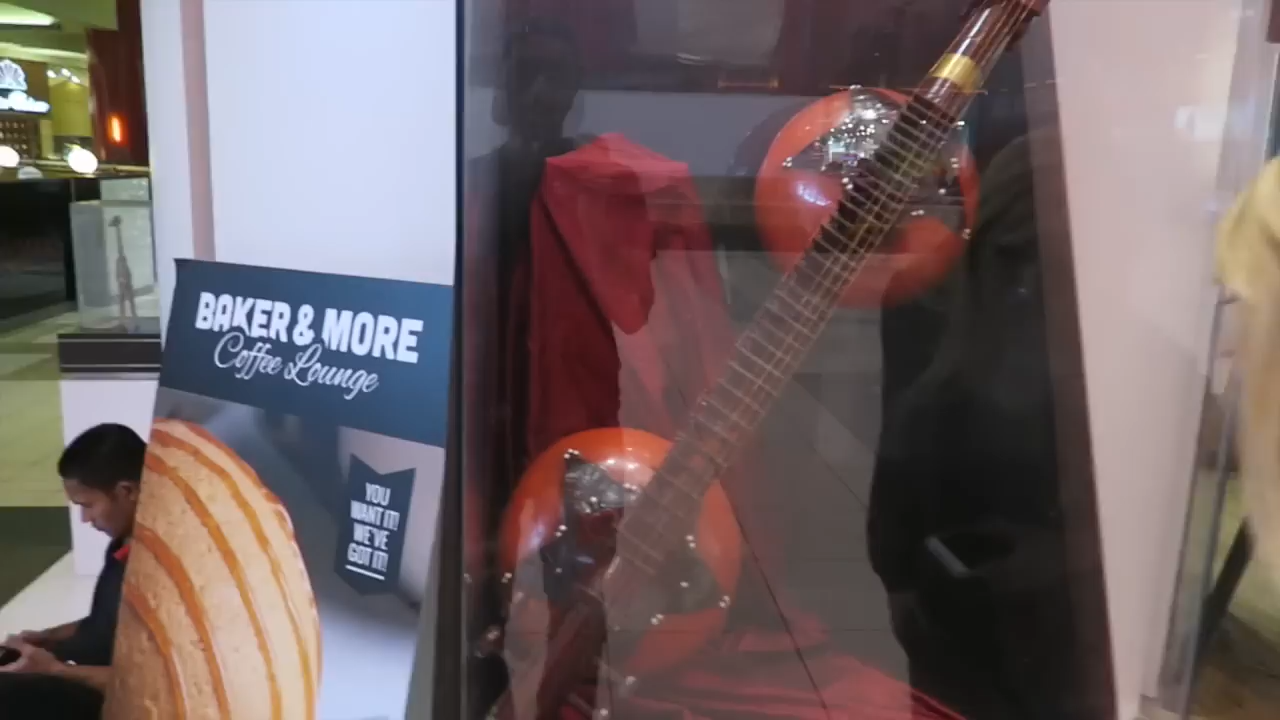 BAKER & MORE
Coffee Lounge
YOU
WANT IT!
WE'VE
GOT IT!